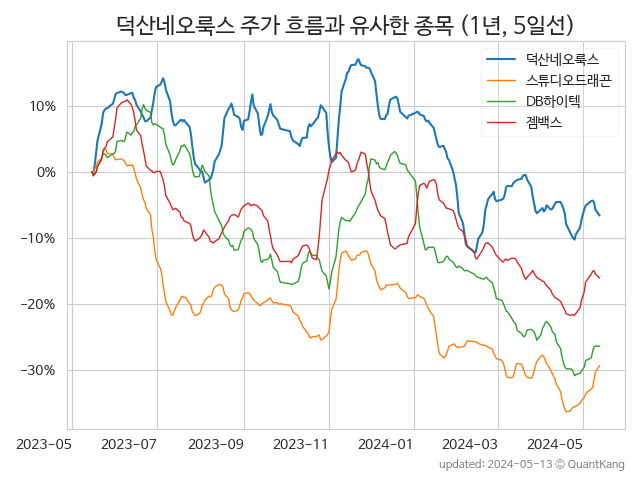 덕산네오룩스 주가 흐름과 유사한 종목 (1년, 5일선)
덕산네오룩스
스튜디오드래곤
DB하이텍
젬백스
10%
0%
−10%
−20%
−30%
2023-05 2023-07 2023-09 2023-11 2024-01 2024-03 2024-05
updated: 2024-05-13 © QuantKang